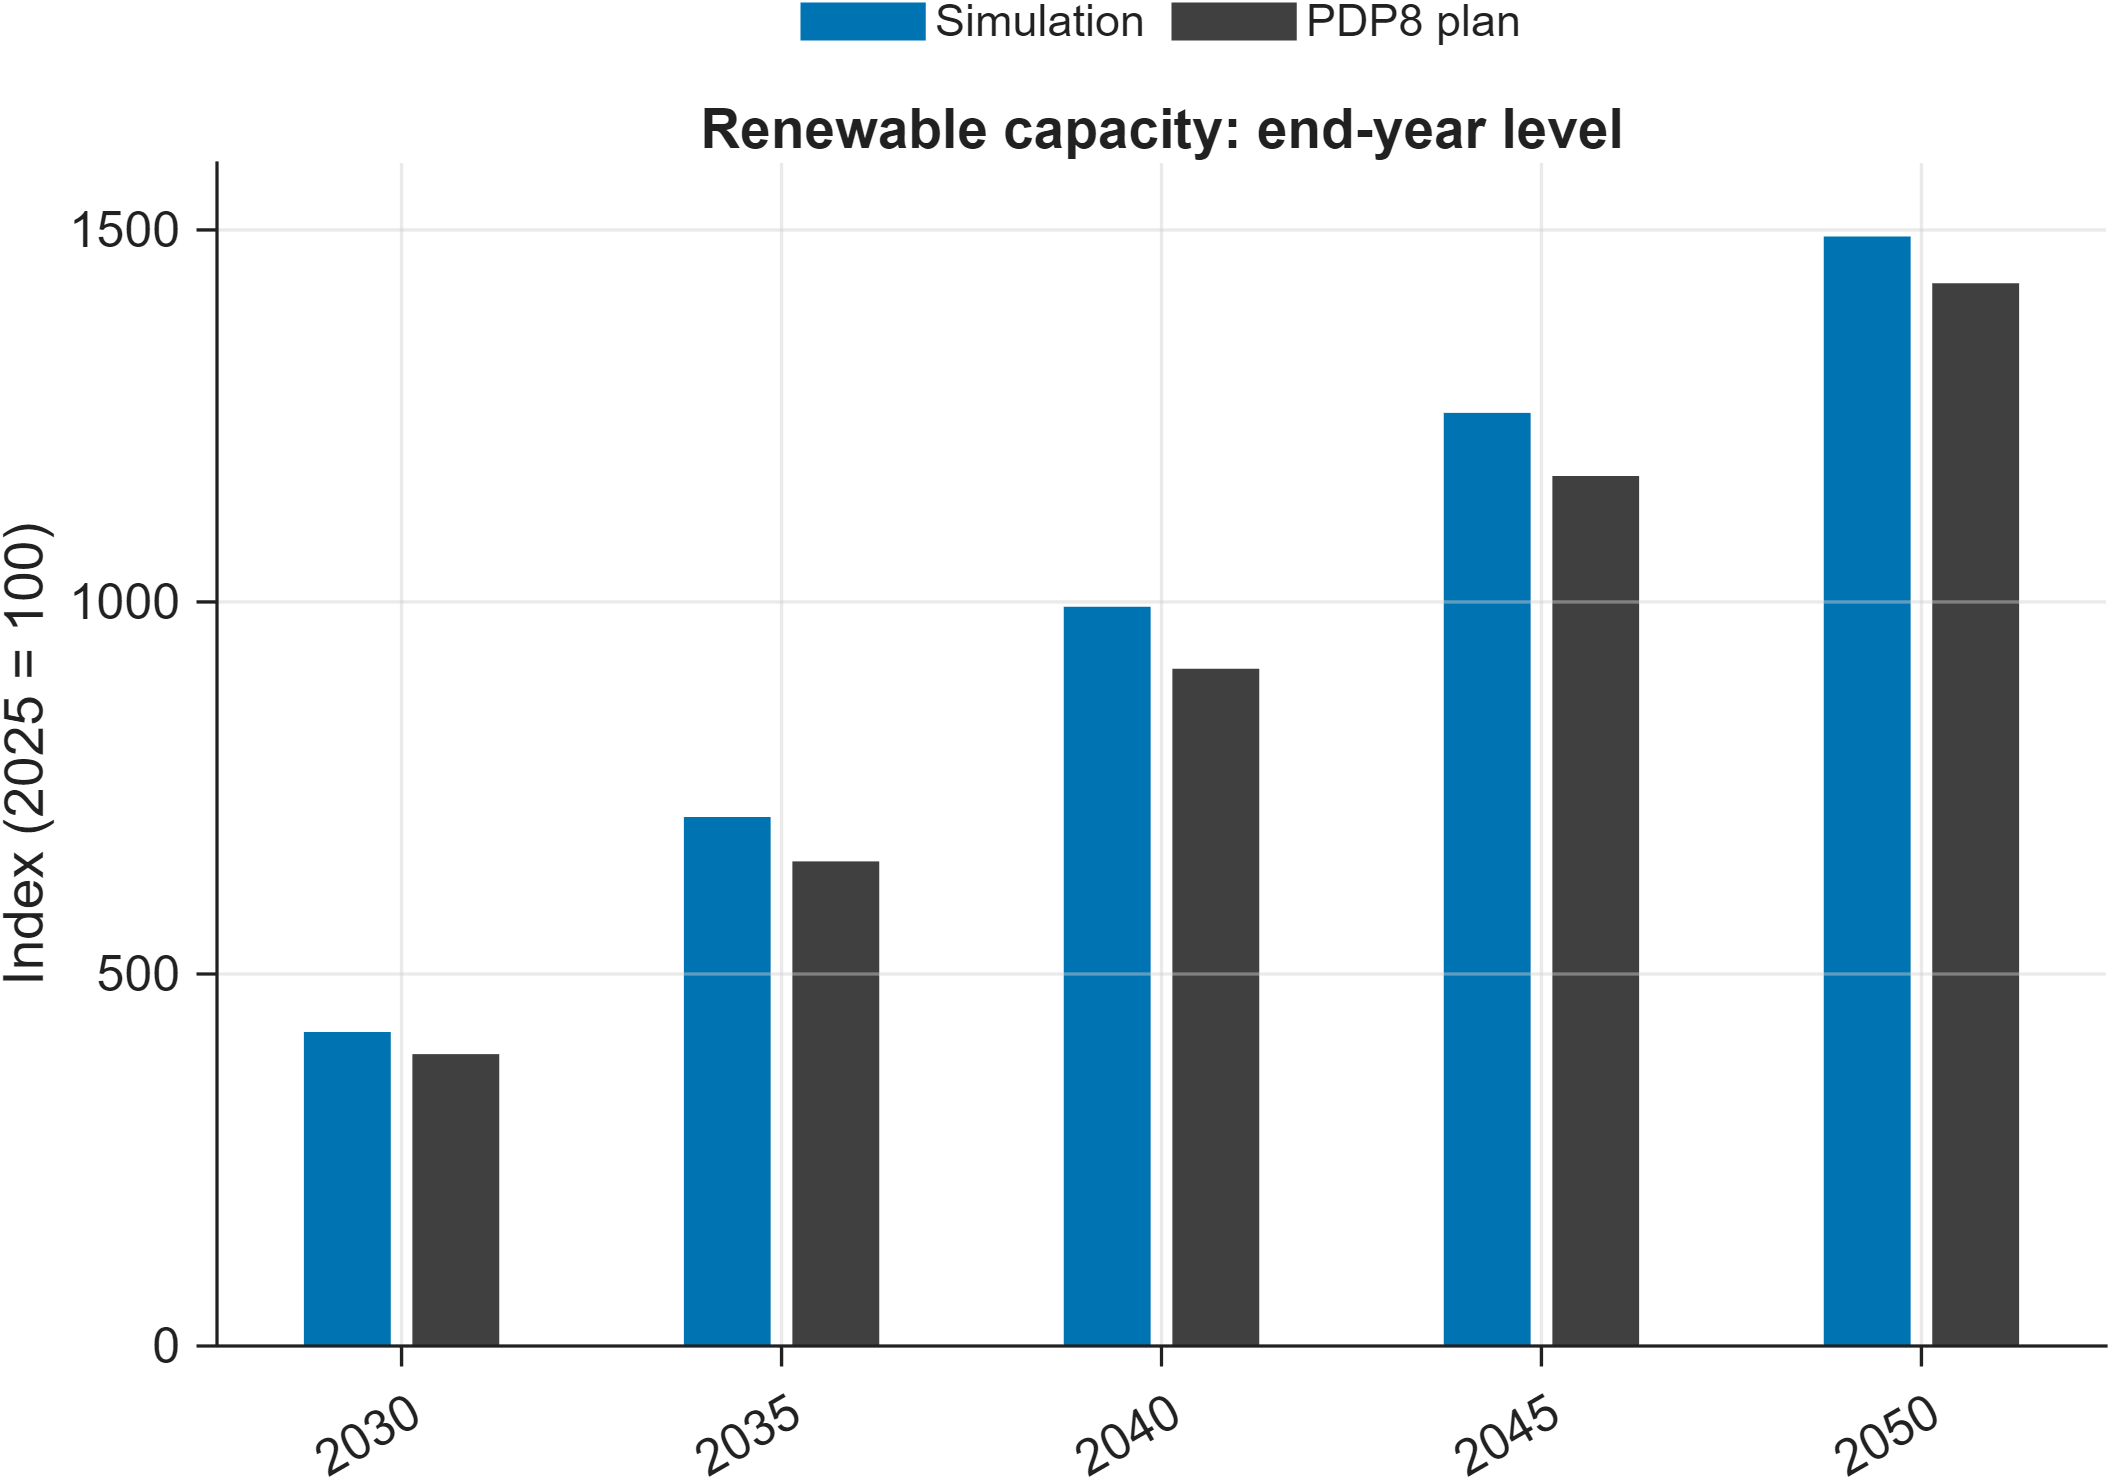 Simulation PDP8 plan
Renewable capacity: end-year level
Index (2025 = 100)
1500
1000
500
0
2030 2035 2040 2045 2050